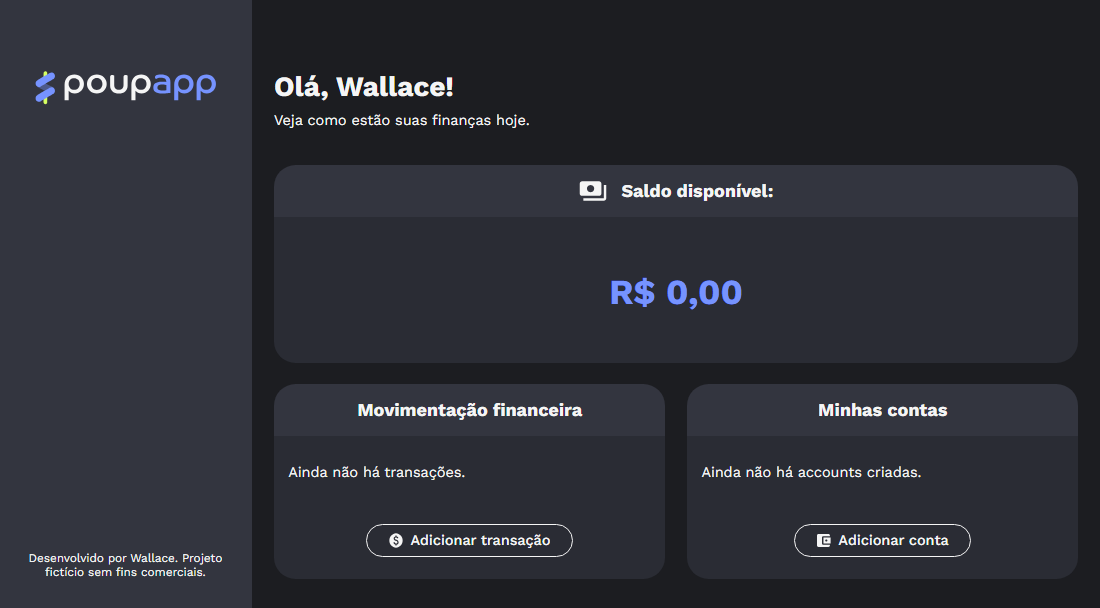 poupapp
Olá, Wallace!
Veja como estão suas finanças hoje.
Saldo disponível:
R$ 0,00
Movimentação financeira
Ainda não há transações.
Adicionar transação
Minhas contas
Ainda não há accounts criadas.
Adicionar conta
Desenvolvido por Wallace. Projeto
fictício sem fins comerciais.